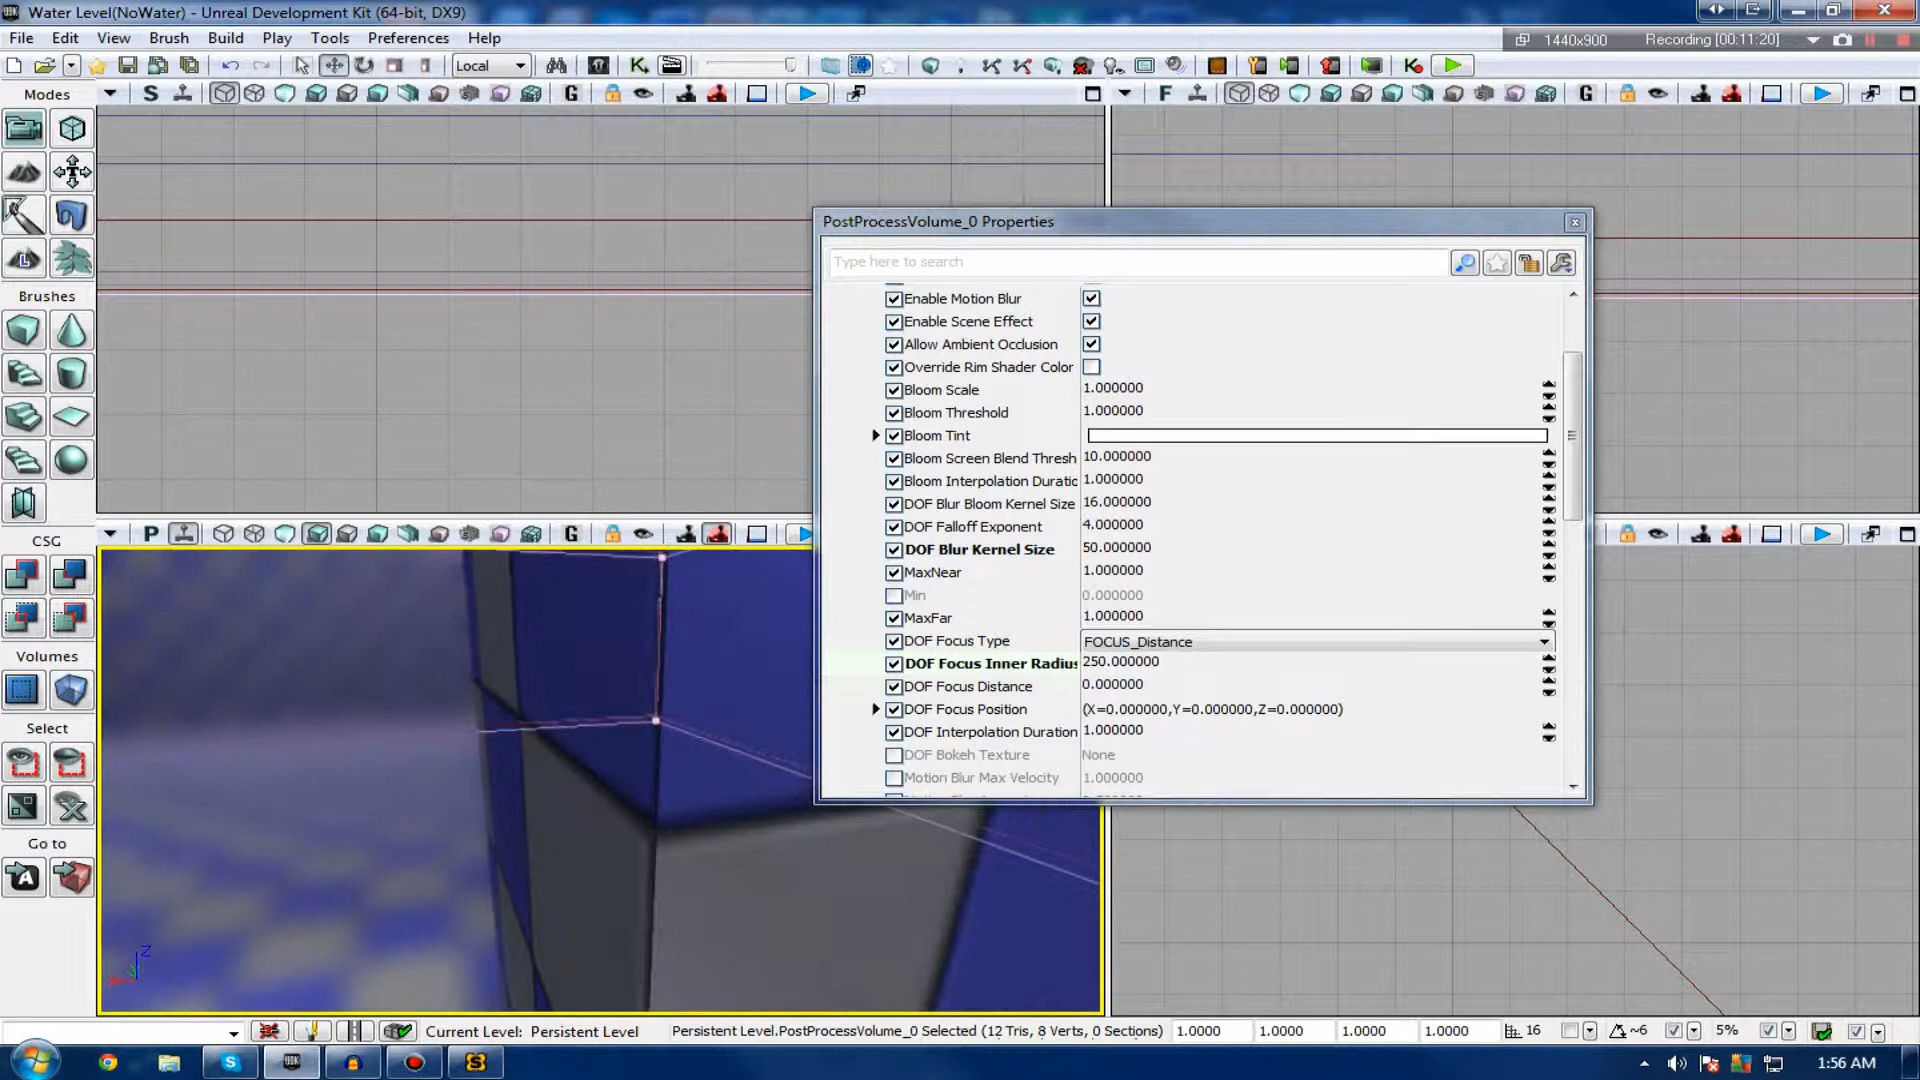 Water Level(NoWater) - Unreal Development Kit (64-bit, DX9)
File Edit View Brush Build Play Tools Preferences Help
1440x900 Recording [00:11:20]
Local
Modes
S G F G
PostProcessVolume_0 Properties
Type here to search
Enable Motion Blur
Enable Scene Effect
Allow Ambient Occlusion
Override Rim Shader Color
Bloom Scale 1.000000
Bloom Threshold 1.000000
Bloom Tint
Bloom Screen Blend Thresh 10.000000
Bloom Interpolation Duratic 1.000000
DOF Blur Bloom Kernel Size 16.000000
DOF Falloff Exponent 4.000000
DOF Blur Kernel Size 50.000000
MaxNear 1.000000
Min 0.000000
MaxFar 1.000000
DOF Focus Type FOCUS_Distance
DOF Focus Inner Radius 250.000000
DOF Focus Distance 0.000000
DOF Focus Position (X=0.000000,Y=0.000000,Z=0.000000)
DOF Interpolation Duration 1.000000
DOF Bokeh Texture None
Motion Blur Max Velocity 1.000000
Brushes
P G
CSG
Volumes
Select
Go to
A
Z
Current Level: Persistent Level Persistent Level.PostProcessVolume_0 Selected (12 Tris, 8 Verts, 0 Sections) 1.0000 1.0000 1.0000 1.0000 16 ~6 5%
1:56 AM